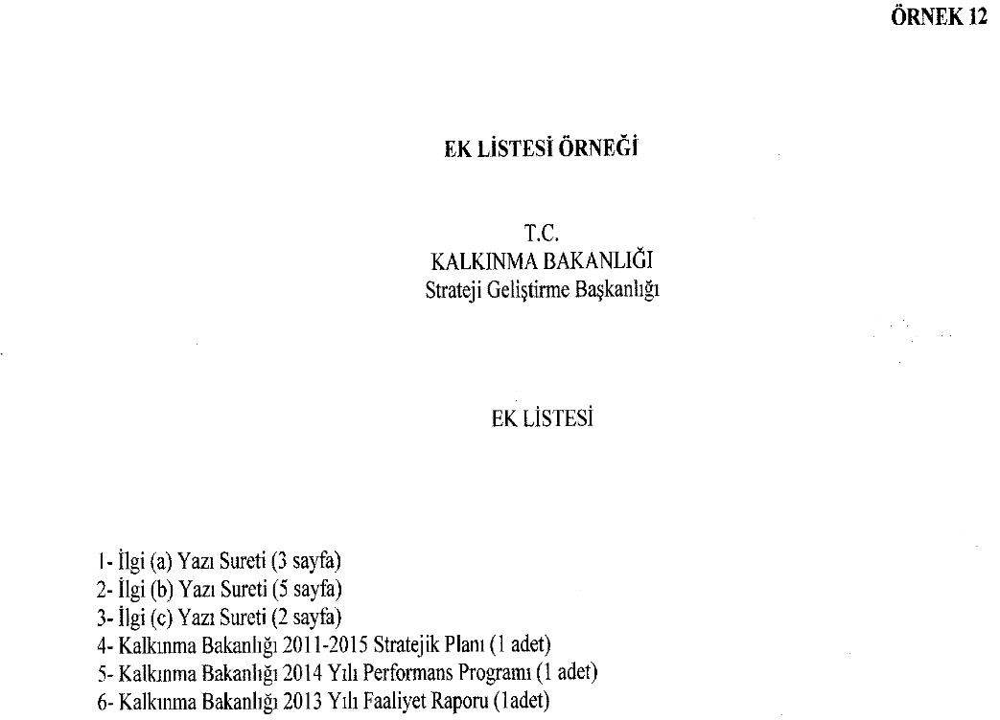 ÖRNEK 12
EK LİSTESİ ÖRNEĞİ
T.C.
KALKINMA BAKANLIĞI
Strateji Geliştirme Başkanlığı
EK LİSTESİ
1- İlgi (a) Yazı Sureti (3 sayfa)
2- İlgi (b) Yazı Sureti (5 sayfa)
3- İlgi (c) Yazı Sureti (2 sayfa)
4- Kalkınma Bakanlığı 2011-2015 Stratejik Planı (1 adet)
5- Kalkınma Bakanlığı 2014 Yılı Performans Programı (1 adet)
6- Kalkınma Bakanlığı 2013 Yılı Faaliyet Raporu (1adet)